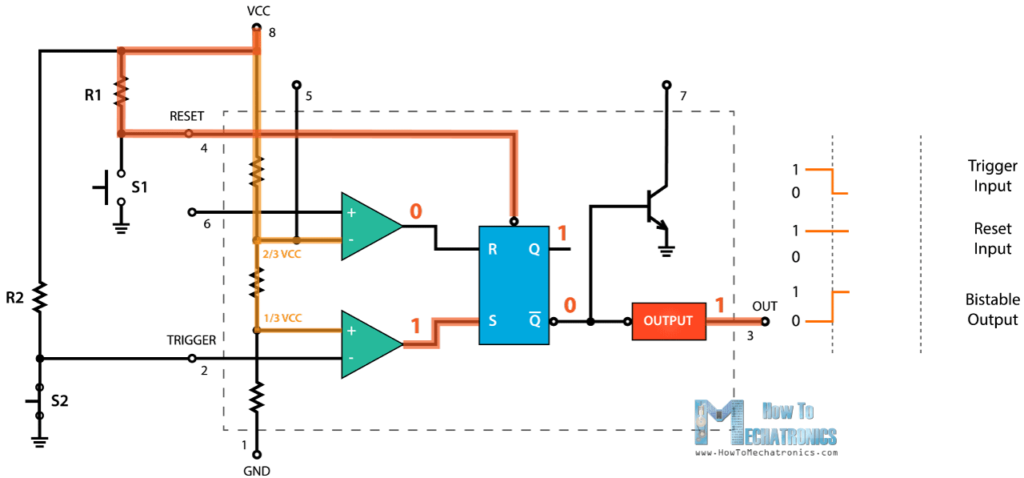 VCC
8
R1
RESET
4
5
7
S1
6
+
-
0
2/3 VCC
R
Q
1
S
Q̅
0
1/3 VCC
+
-
1
OUTPUT
1
OUT
3
R2
TRIGGER
2
S2
1
GND
1
0
Trigger
Input
1
0
Reset
Input
1
0
Bistable
Output
How To
Mechatronics
www.HowToMechatronics.com